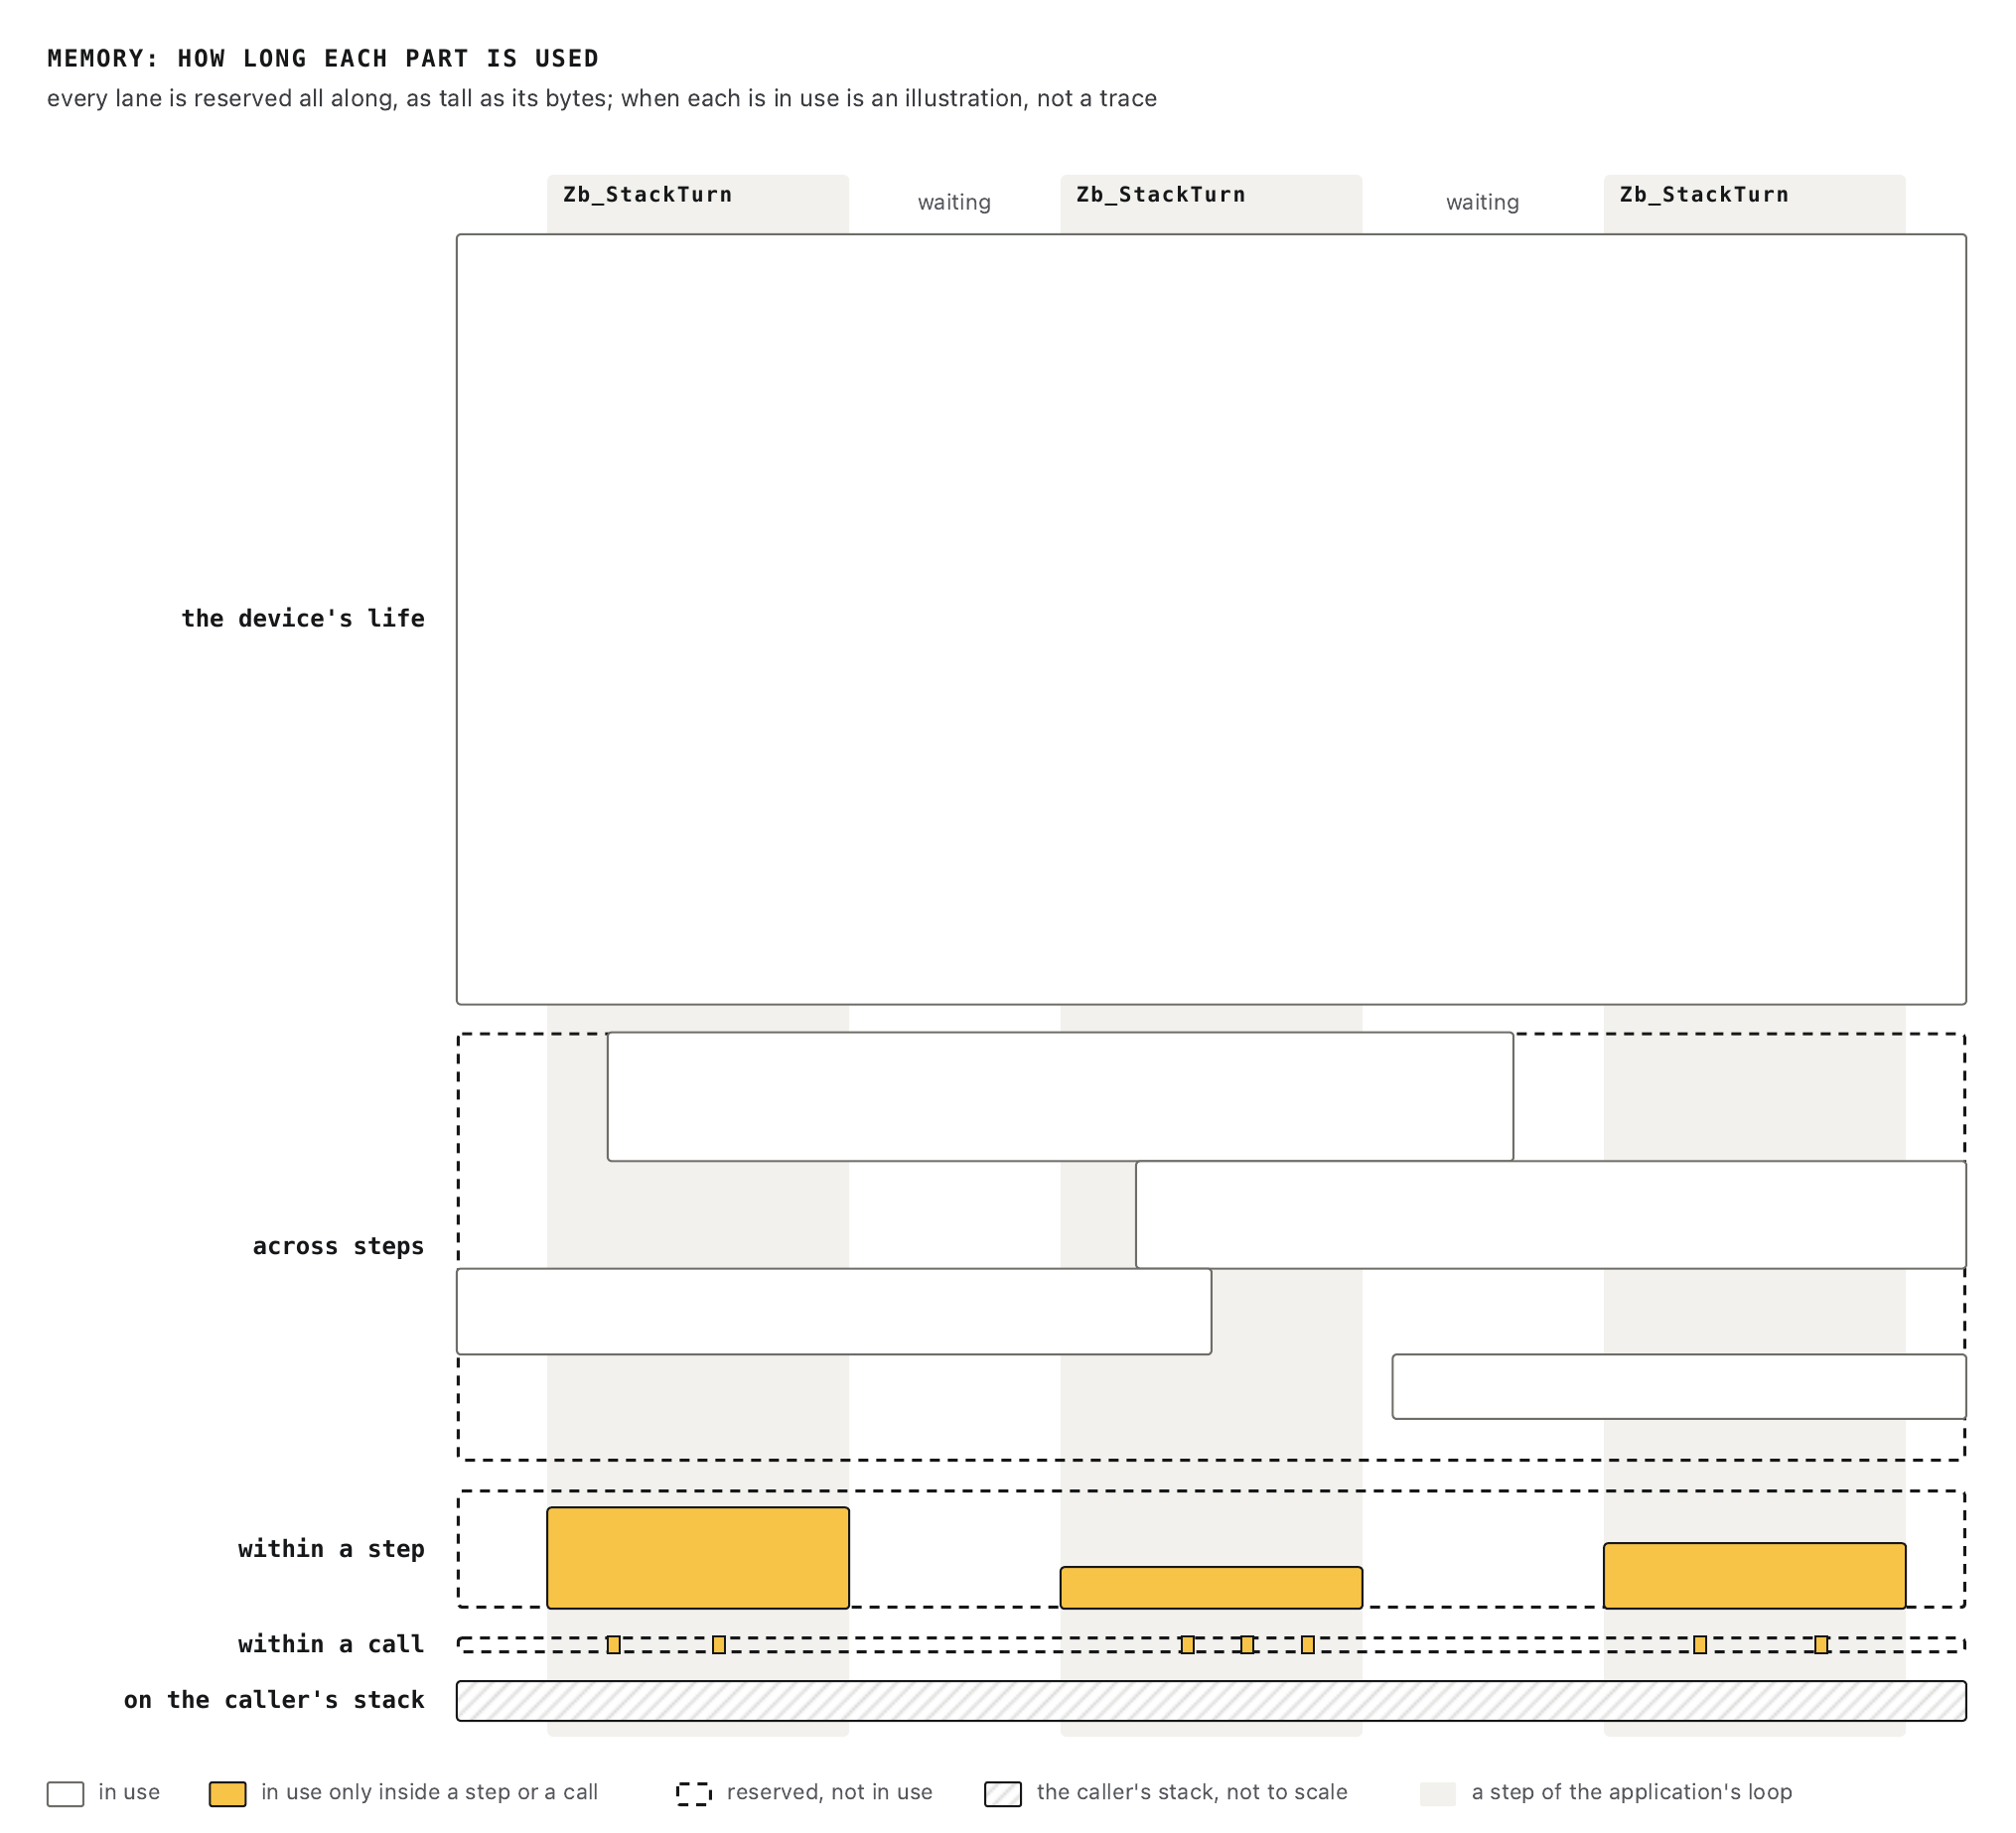 MEMORY: HOW LONG EACH PART IS USED
every lane is reserved all along, as tall as its bytes; when each is in use is an illustration, not a trace
Zb_StackTurn waiting Zb_StackTurn waiting Zb_StackTurn
the device's life
across steps
within a step
within a call
on the caller's stack
in use in use only inside a step or a call reserved, not in use the caller's stack, not to scale a step of the application's loop